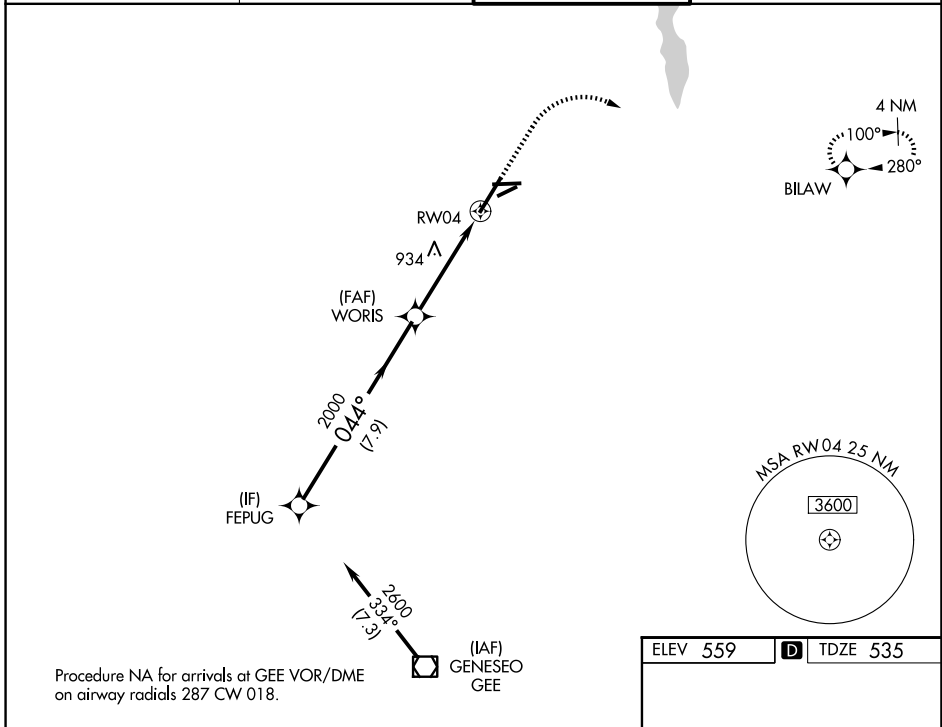 4 NM
100°
280°
BILAW
RW04
934
(FAF)
WORIS
2000
044°
(7.9)
(IF)
FEPUG
MSA RW04 25 NM
3600
2600
334°
(7.3)
(IAF)
GENESEO
GEE
Procedure NA for arrivals at GEE VOR/DME
on airway radials 287 CW 018.
ELEV 559 D TDZE 535